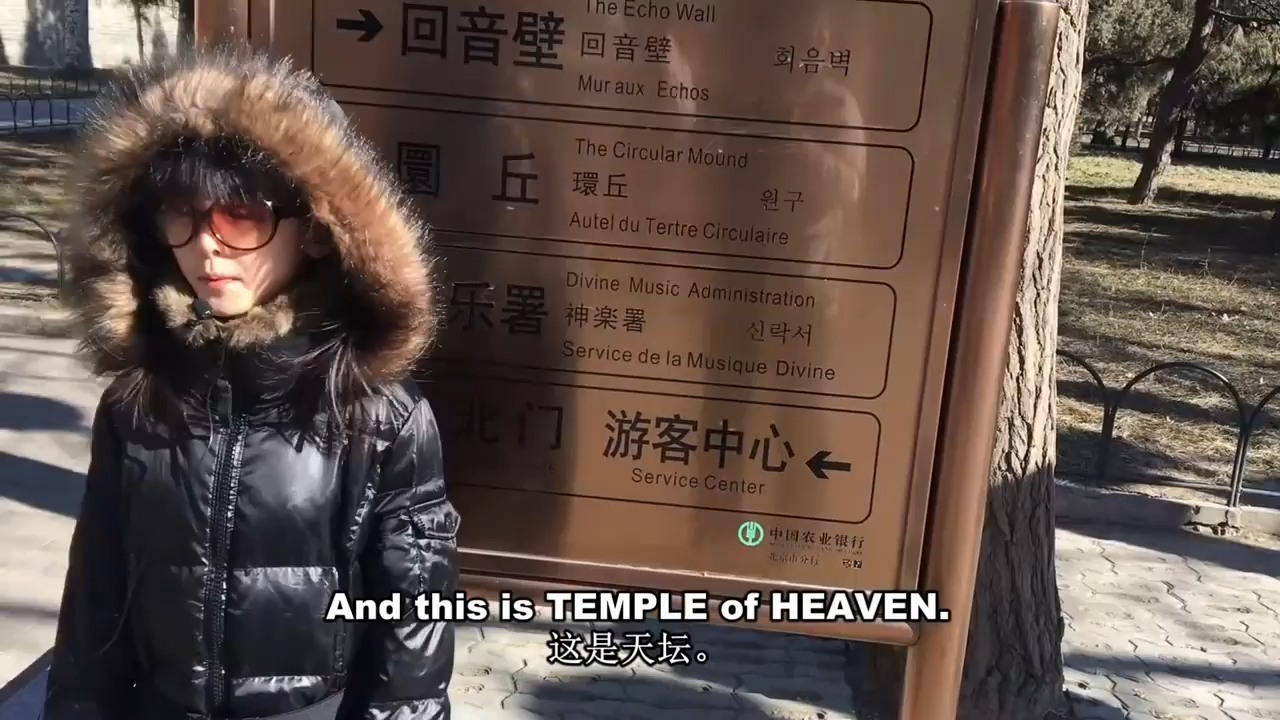 The Echo Wall
回音壁 回音壁 회음벽
Mur aux Echos
The Circular Mound
圜 丘 環丘 원구
Autel du Tertre Circulaire
Divine Music Administration
乐署 神楽署 신락서
Service de la Musique Divine
北门 游客中心
Service Center
中国农业银行
北京市分行
And this is TEMPLE of HEAVEN.
这是天坛。